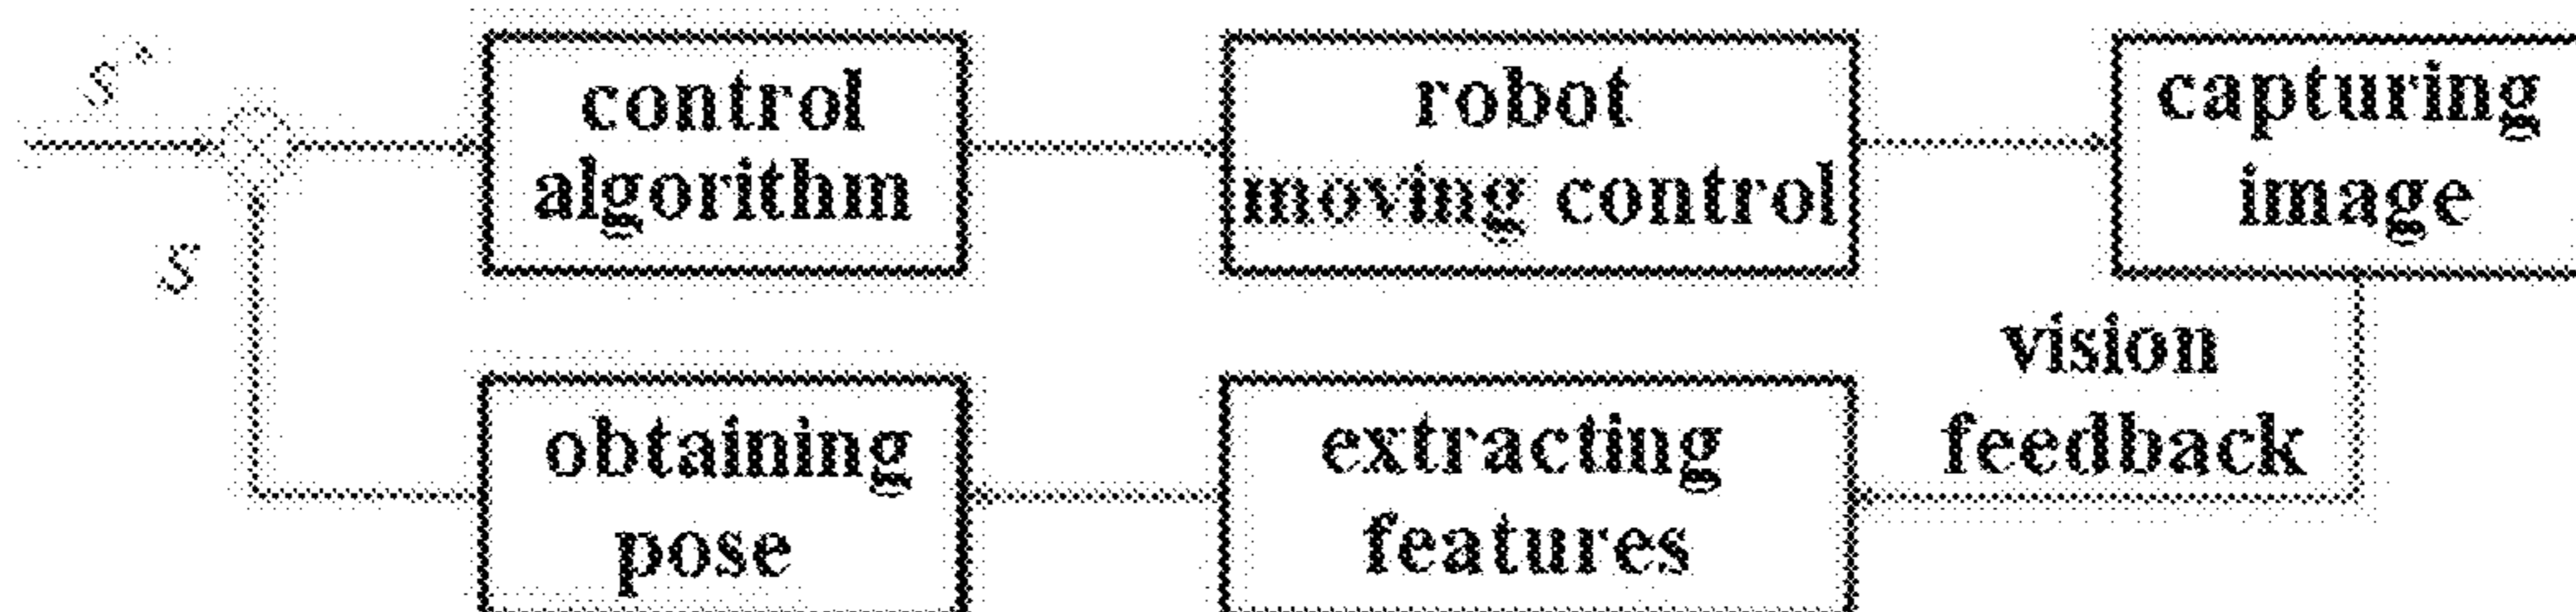 s*
control
algorithm
robot
moving control
capturing
image
s
vision
feedback
obtaining
pose
extracting
features